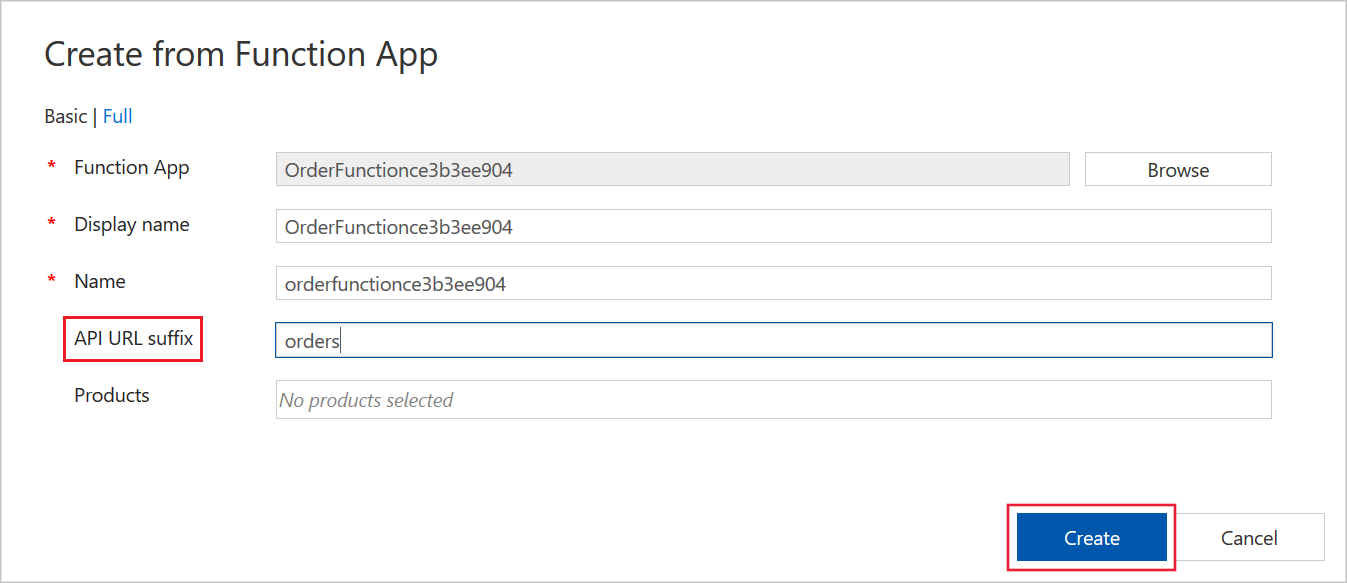 Create from Function App
Basic | Full
* Function App OrderFunctionce3b3ee904 Browse
* Display name OrderFunctionce3b3ee904
* Name orderfunctionce3b3ee904
API URL suffix orders
Products No products selected
Create Cancel